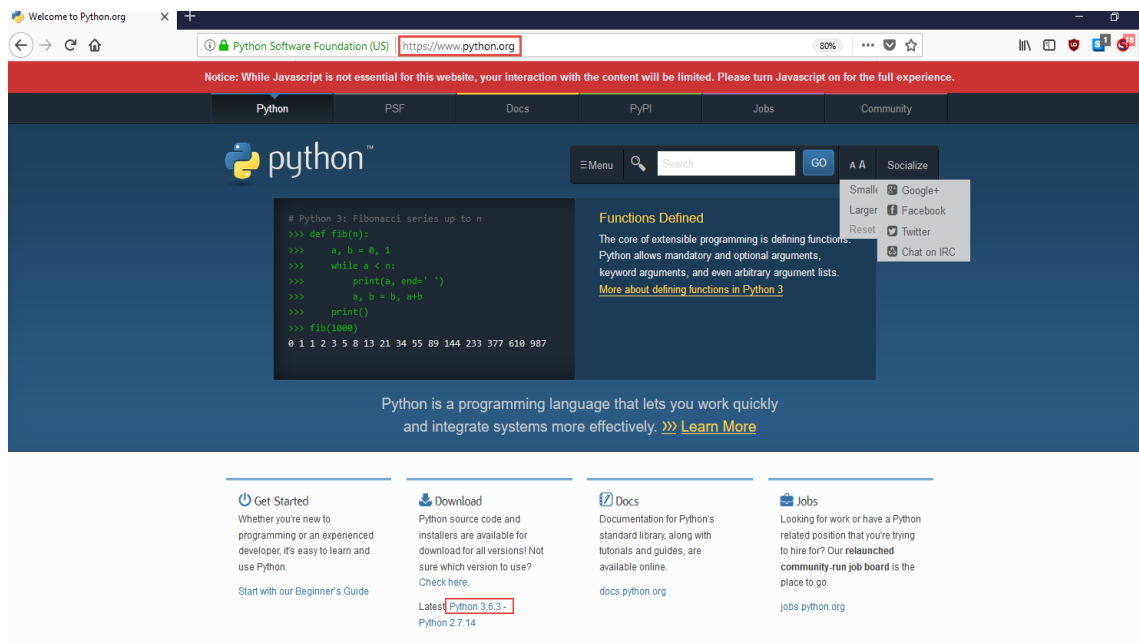 Welcome to Python.org
Python Software Foundation (US) https://www.python.org 80%
Notice: While Javascript is not essential for this website, your interaction with the content will be limited. Please turn Javascript on for the full experience.
Python PSF Docs PyPI Jobs Community
python™
≡Menu Search GO A A Socialize
Smalle Google+
Larger Facebook
Reset Twitter
Chat on IRC
# Python 3: Fibonacci series up to n
>>> def fib(n):
>>> a, b = 0, 1
>>> while a < n:
>>> print(a, end=' ')
>>> a, b = b, a+b
>>> print()
>>> fib(1000)
0 1 1 2 3 5 8 13 21 34 55 89 144 233 377 610 987
Functions Defined
The core of extensible programming is defining functions.
Python allows mandatory and optional arguments,
keyword arguments, and even arbitrary argument lists.
More about defining functions in Python 3
Python is a programming language that lets you work quickly
and integrate systems more effectively. >>> Learn More
Get Started
Whether you're new to
programming or an experienced
developer, it's easy to learn and
use Python.
Start with our Beginner's Guide
Download
Python source code and
installers are available for
download for all versions! Not
sure which version to use?
Check here.
Latest Python 3.6.3 -
Python 2.7.14
Docs
Documentation for Python's
standard library, along with
tutorials and guides, are
available online.
docs.python.org
Jobs
Looking for work or have a Python
related position that you're trying
to hire for? Our relaunched
community-run job board is the
place to go.
jobs.python.org